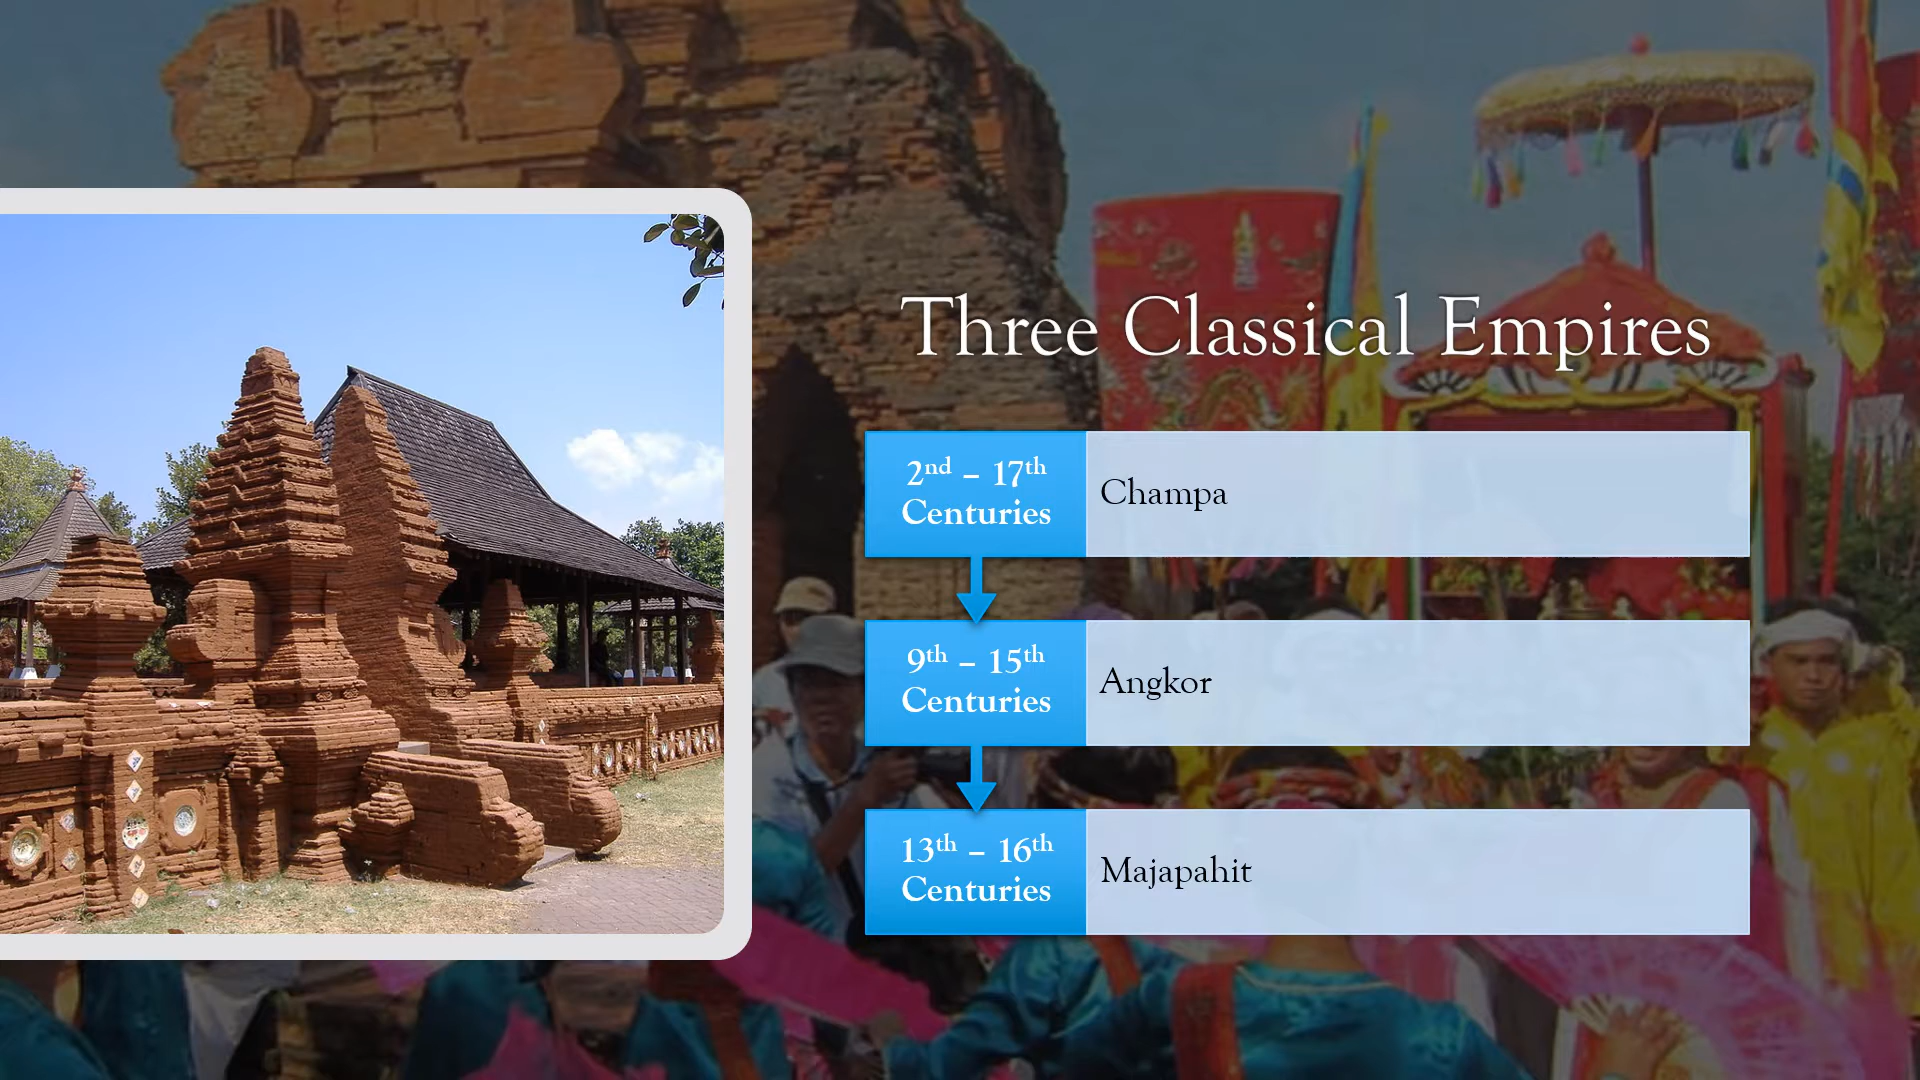 Three Classical Empires
2nd – 17th
Centuries
Champa
9th – 15th
Centuries
Angkor
13th – 16th
Centuries
Majapahit